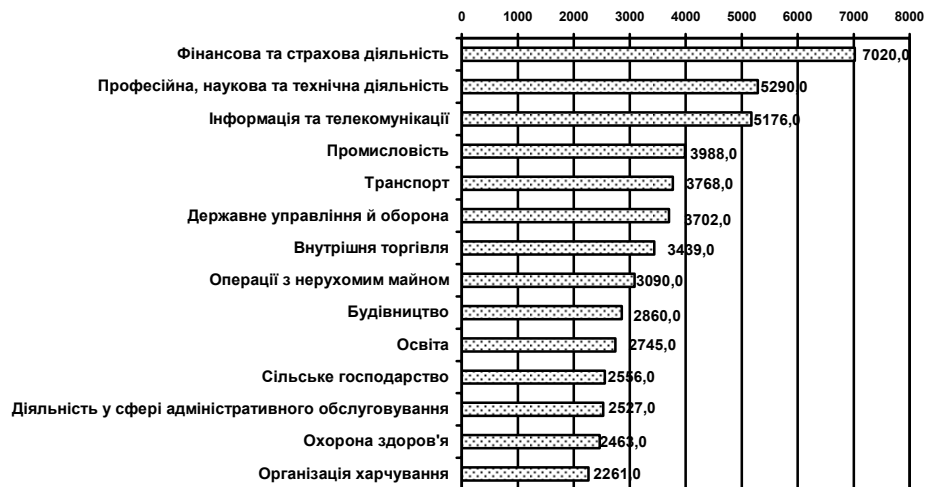 0 1000 2000 3000 4000 5000 6000 7000 8000
Фінансова та страхова діяльність 7020,0
Професійна, наукова та технічна діяльність 5290,0
Інформація та телекомунікації 5176,0
Промисловість 3988,0
Транспорт 3768,0
Державне управління й оборона 3702,0
Внутрішня торгівля 3439,0
Операції з нерухомим майном 3090,0
Будівництво 2860,0
Освіта 2745,0
Сільське господарство 2556,0
Діяльність у сфері адміністративного обслуговування 2527,0
Охорона здоров'я 2463,0
Організація харчування 2261,0